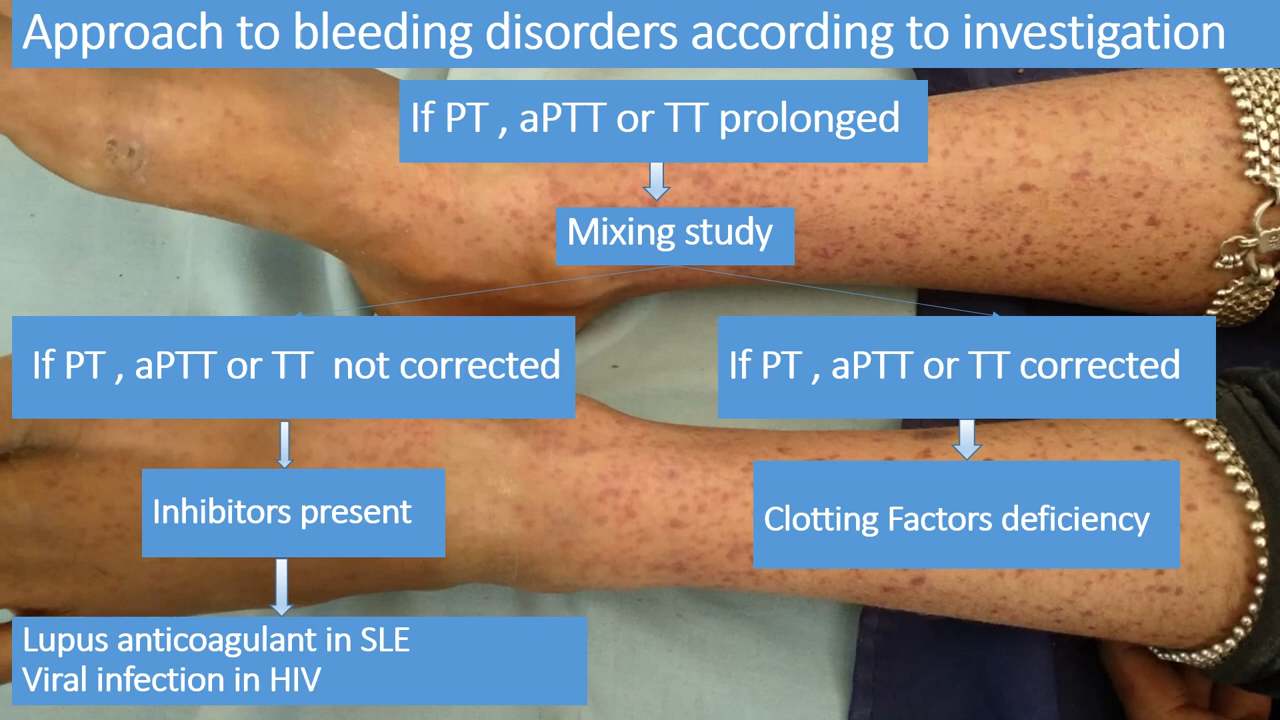 Approach to bleeding disorders according to investigation
If PT , aPTT or TT prolonged
Mixing study
If PT , aPTT or TT not corrected
If PT , aPTT or TT corrected
Inhibitors present
Clotting Factors deficiency
Lupus anticoagulant in SLE
Viral infection in HIV